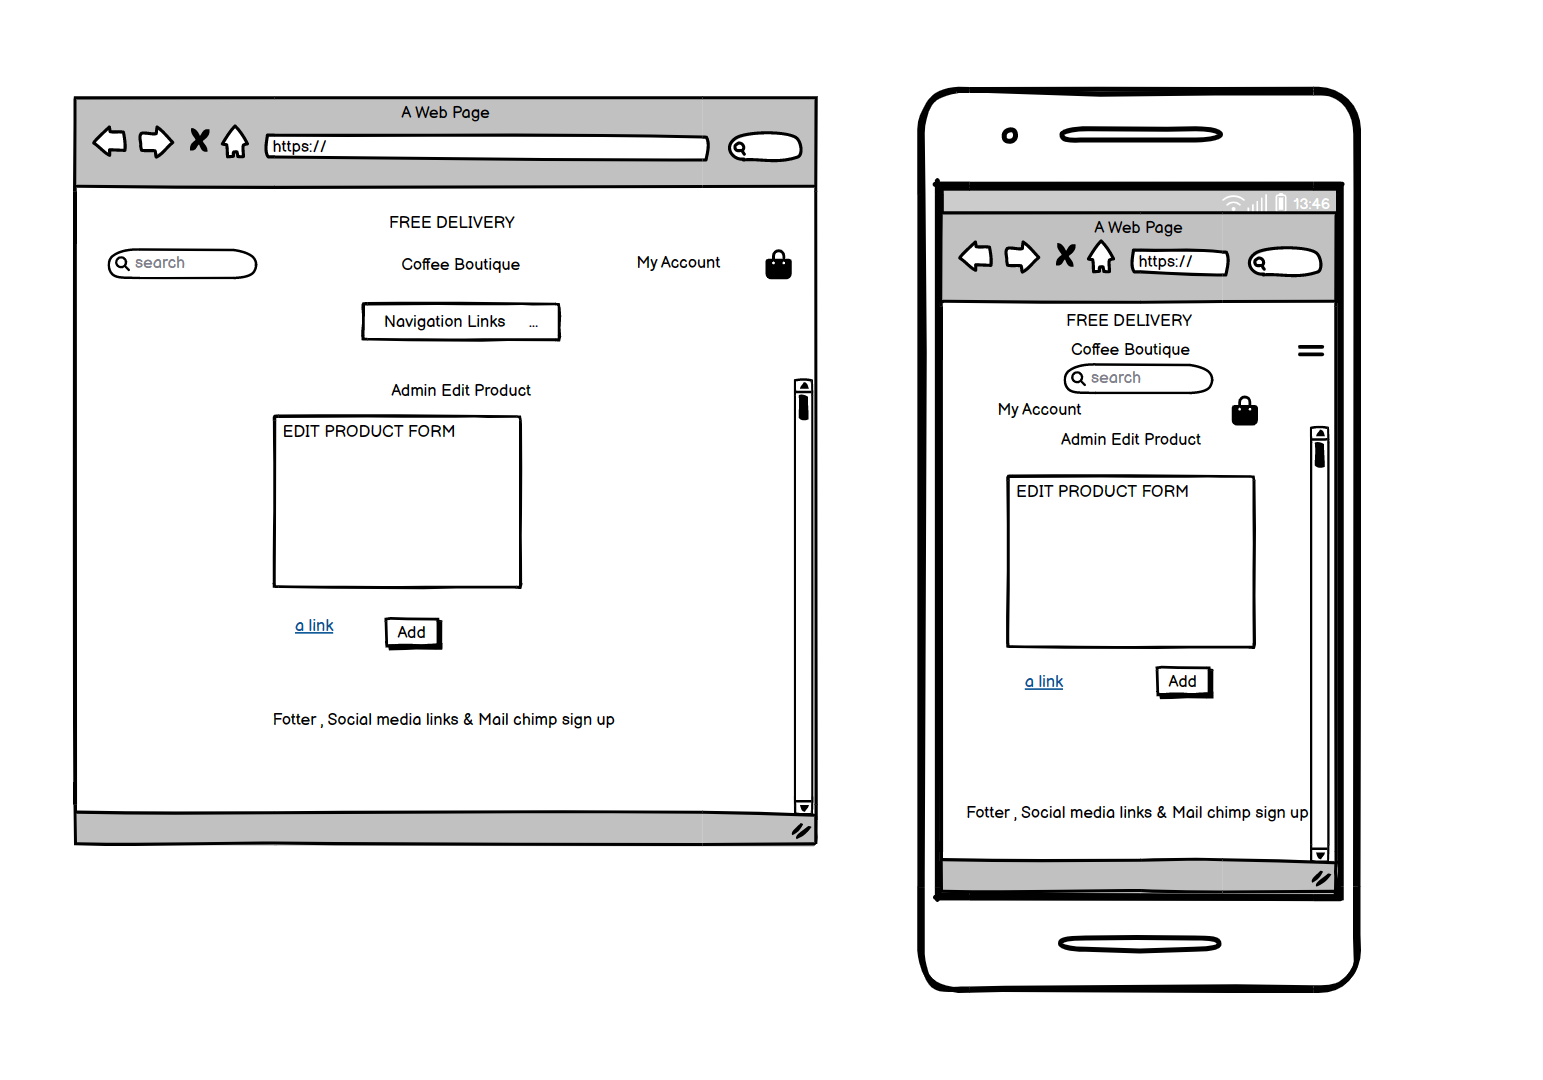 A Web Page
https://
FREE DELIVERY
search
Coffee Boutique
My Account
Navigation Links ...
Admin Edit Product
EDIT PRODUCT FORM
a link
Add
Fotter , Social media links & Mail chimp sign up
13:46
A Web Page
https://
FREE DELIVERY
Coffee Boutique
search
My Account
Admin Edit Product
EDIT PRODUCT FORM
a link
Add
Fotter , Social media links & Mail chimp sign up